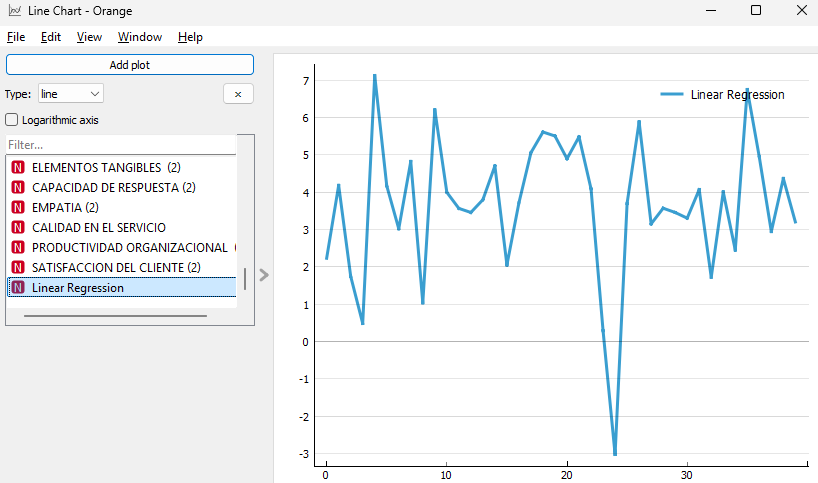 Line Chart - Orange
File Edit View Window Help
Add plot
Type: line
Logarithmic axis
Filter...
N ELEMENTOS TANGIBLES (2)
N CAPACIDAD DE RESPUESTA (2)
N EMPATIA (2)
N CALIDAD EN EL SERVICIO
N PRODUCTIVIDAD ORGANIZACIONAL (
N SATISFACCION DEL CLIENTE (2)
N Linear Regression
Linear Regression
7
6
5
4
3
2
1
0
-1
-2
-3
0 10 20 30